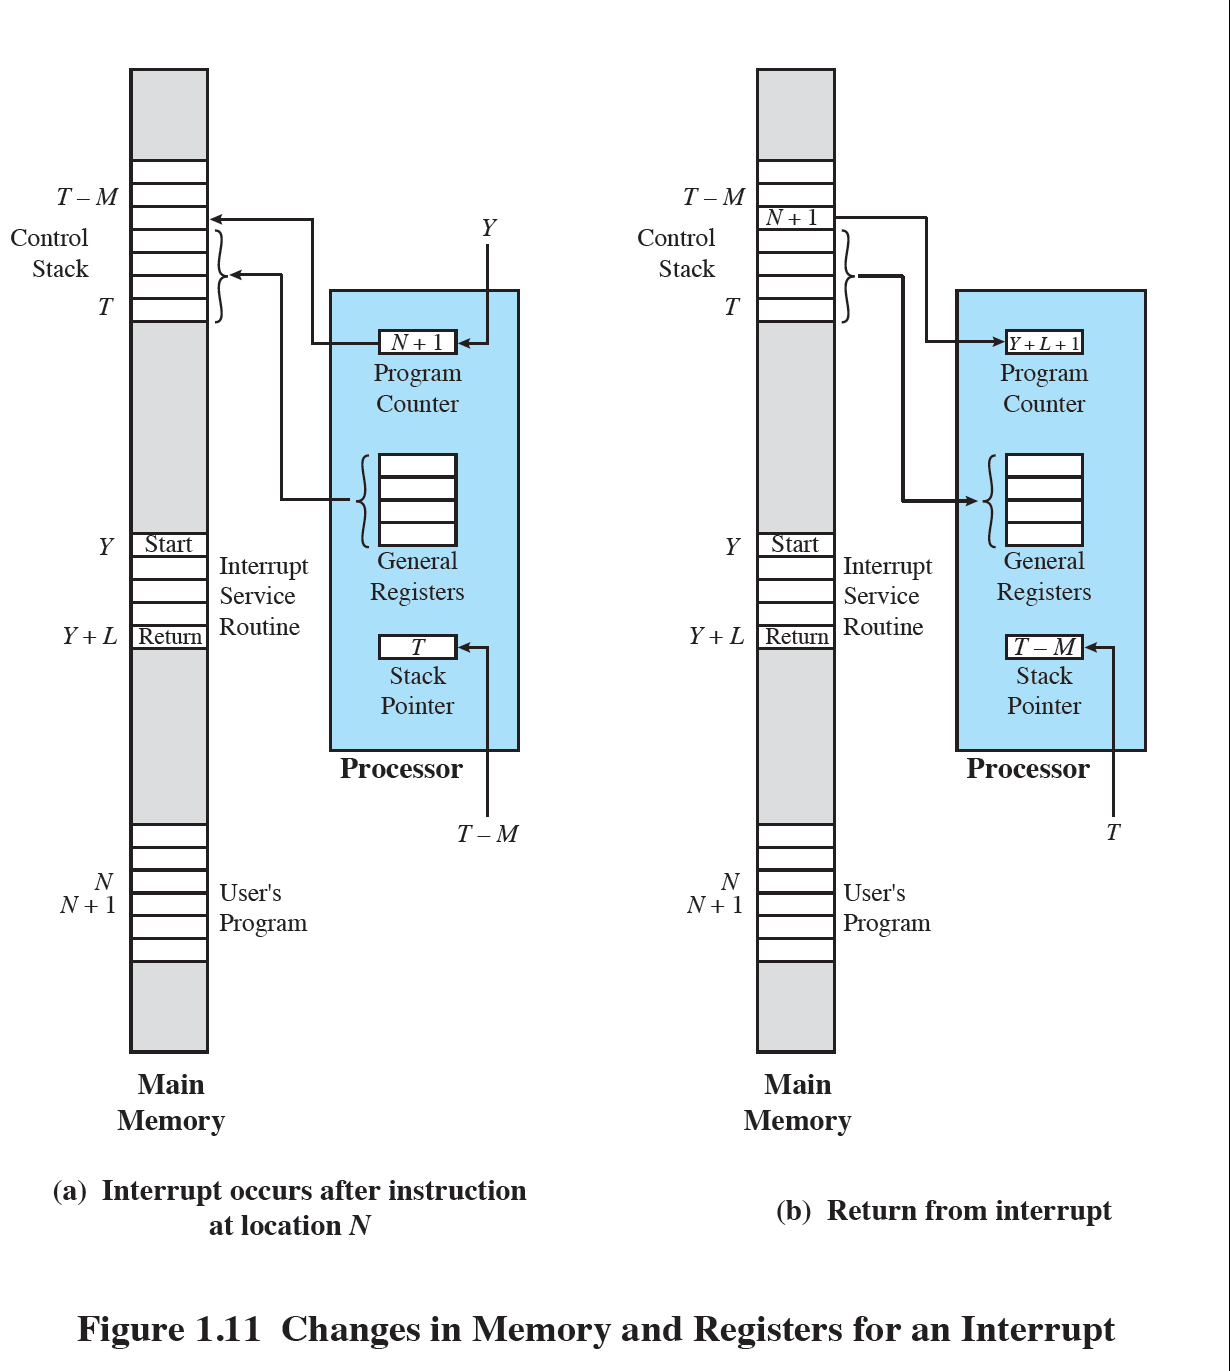 T – M
Control
Stack
T
Y
N + 1
Program
Counter
General
Registers
T
Stack
Pointer
Processor
T – M
Y
Start
Interrupt
Service
Routine
Y + L
Return
N
N + 1
User's
Program
Main
Memory
(a) Interrupt occurs after instruction
at location N
T – M
N + 1
Control
Stack
T
Y + L + 1
Program
Counter
General
Registers
T – M
Stack
Pointer
Processor
T
Y
Start
Interrupt
Service
Routine
Y + L
Return
N
N + 1
User's
Program
Main
Memory
(b) Return from interrupt
Figure 1.11 Changes in Memory and Registers for an Interrupt